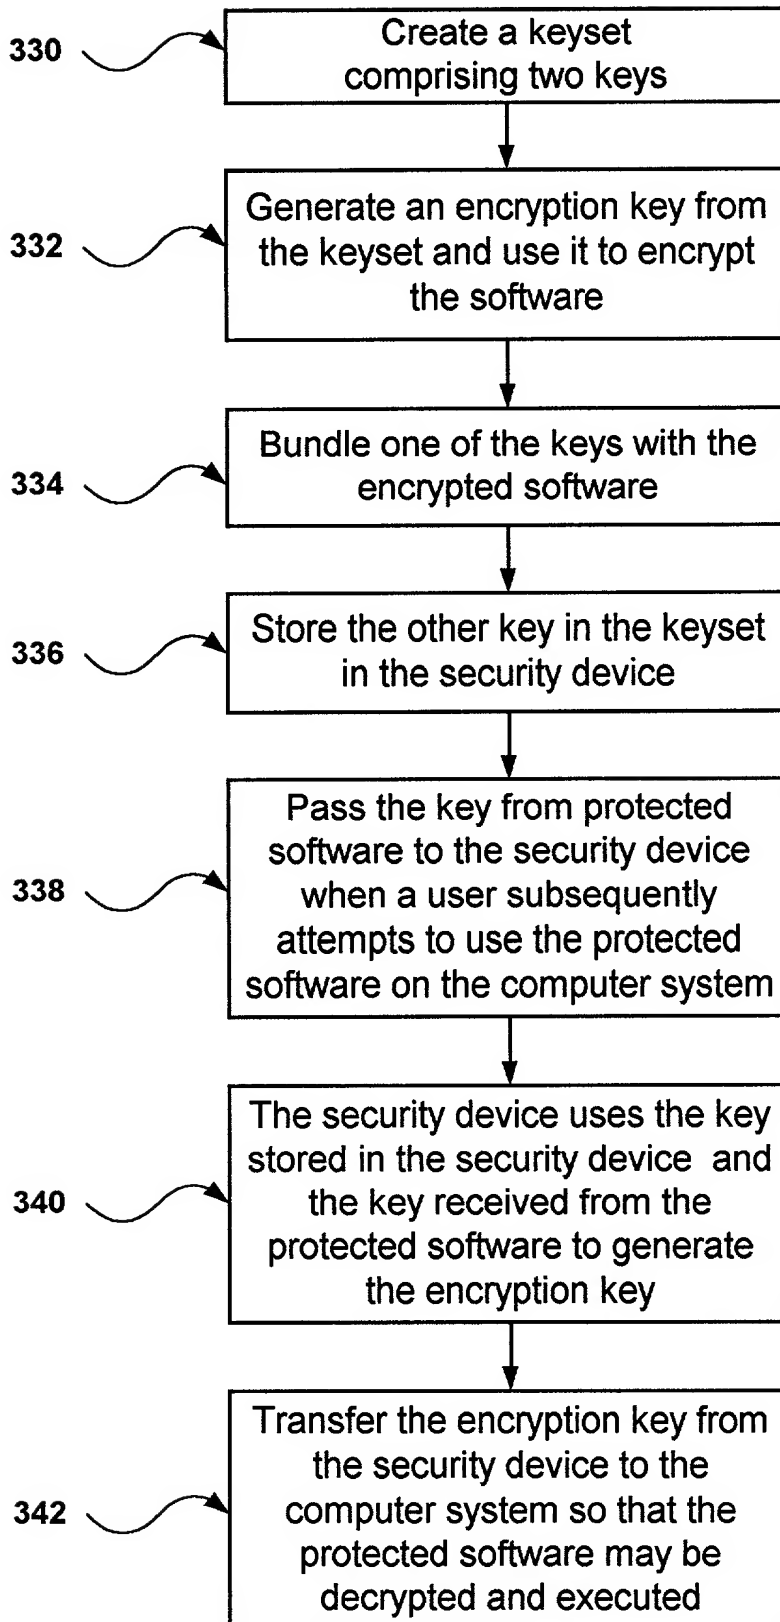 330
Create a keyset
comprising two keys
332
Generate an encryption key from
the keyset and use it to encrypt
the software
334
Bundle one of the keys with the
encrypted software
336
Store the other key in the keyset
in the security device
338
Pass the key from protected
software to the security device
when a user subsequently
attempts to use the protected
software on the computer system
340
The security device uses the key
stored in the security device and
the key received from the
protected software to generate
the encryption key
342
Transfer the encryption key from
the security device to the
computer system so that the
protected software may be
decrypted and executed